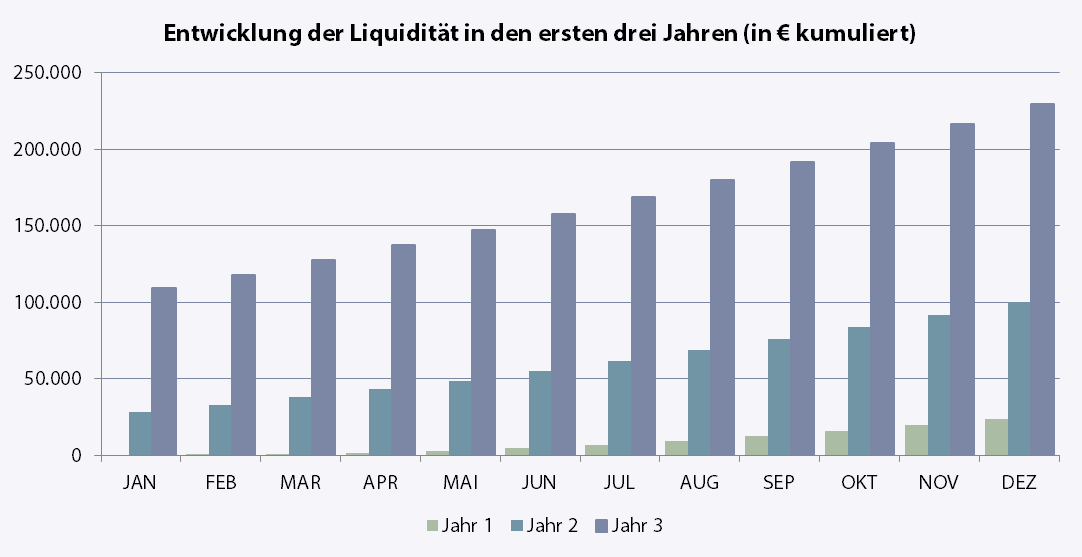 Entwicklung der Liquidität in den ersten drei Jahren (in € kumuliert)
250.000
200.000
150.000
100.000
50.000
0
JAN FEB MAR APR MAI JUN JUL AUG SEP OKT NOV DEZ
Jahr 1 Jahr 2 Jahr 3